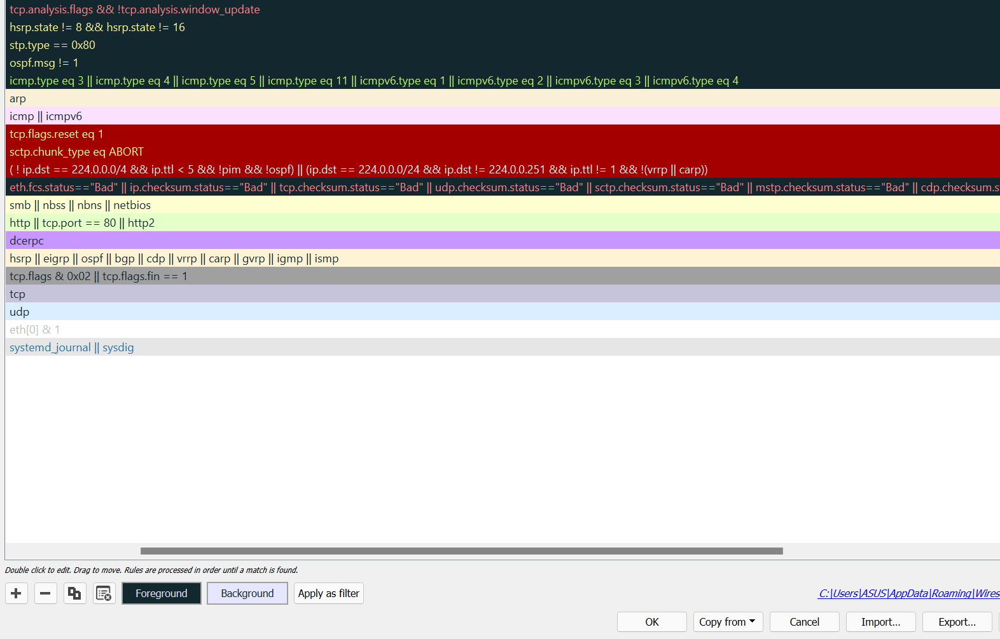 tcp.analysis.flags && !tcp.analysis.window_update
hsrp.state != 8 && hsrp.state != 16
stp.type == 0x80
ospf.msg != 1
icmp.type eq 3 || icmp.type eq 4 || icmp.type eq 5 || icmp.type eq 11 || icmpv6.type eq 1 || icmpv6.type eq 2 || icmpv6.type eq 3 || icmpv6.type eq 4
arp
icmp || icmpv6
tcp.flags.reset eq 1
sctp.chunk_type eq ABORT
( ! ip.dst == 224.0.0.0/4 && ip.ttl < 5 && !pim && !ospf) || (ip.dst == 224.0.0.0/24 && ip.dst != 224.0.0.251 && ip.ttl != 1 && !(vrrp || carp))
eth.fcs.status=="Bad" || ip.checksum.status=="Bad" || tcp.checksum.status=="Bad" || udp.checksum.status=="Bad" || sctp.checksum.status=="Bad" || mstp.checksum.status=="Bad" || cdp.checksum.s
smb || nbss || nbns || netbios
http || tcp.port == 80 || http2
dcerpc
hsrp || eigrp || ospf || bgp || cdp || vrrp || carp || gvrp || igmp || ismp
tcp.flags & 0x02 || tcp.flags.fin == 1
tcp
udp
eth[0] & 1
systemd_journal || sysdig
Double click to edit. Drag to move. Rules are processed in order until a match is found.
Foreground Background Apply as filter C:\Users\ASUS\AppData\Roaming\Wires
OK Copy from Cancel Import... Export...